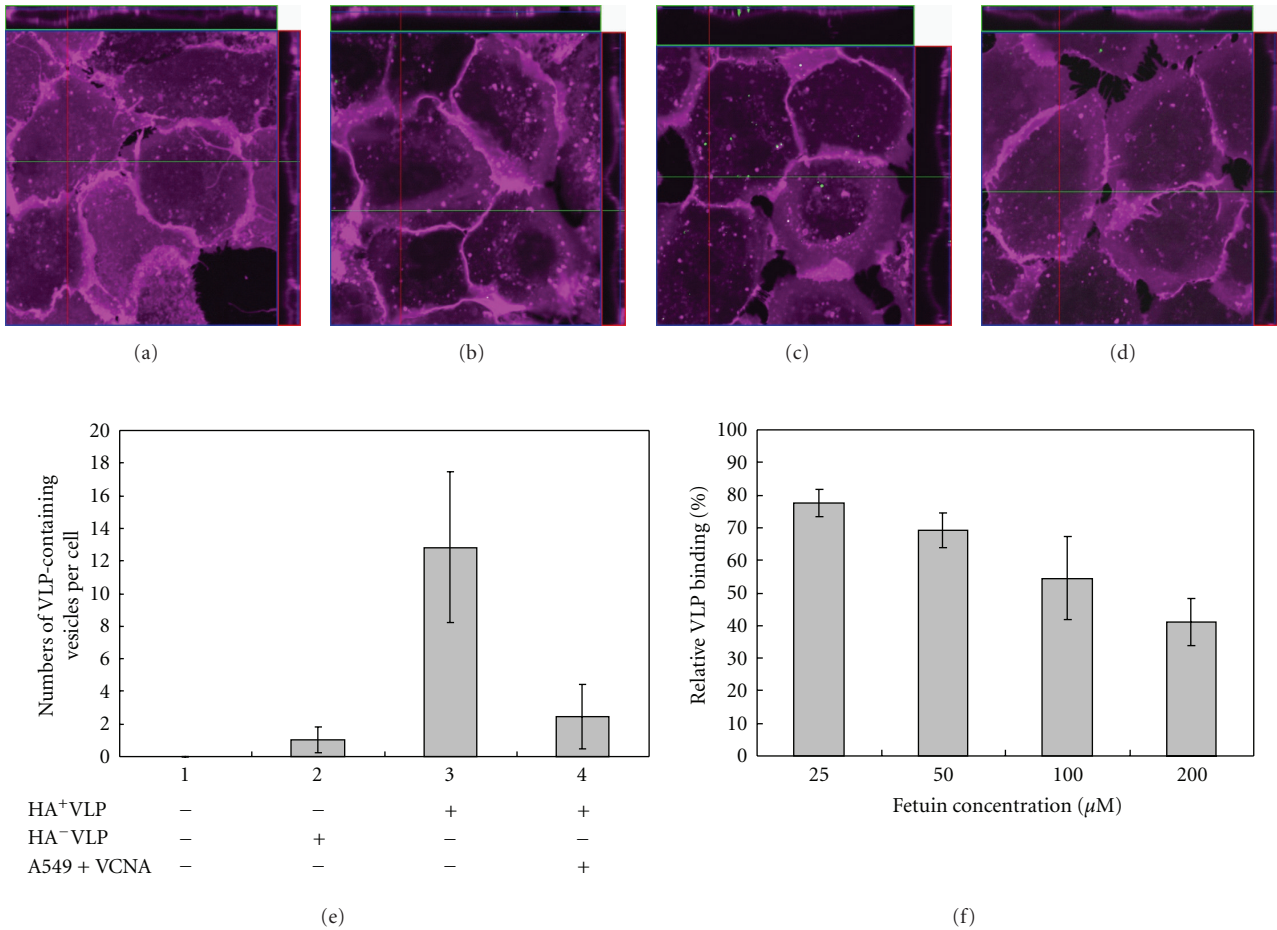 (a)
(b)
(c)
(d)
20
18
16
14
12
10
8
6
4
2
0
Numbers of VLP-containing
vesicles per cell
1 2 3 4
HA⁺VLP − − + +
HA⁻VLP − + − −
A549 + VCNA − − − +
(e)
100
90
80
70
60
50
40
30
20
10
0
Relative VLP binding (%)
25 50 100 200
Fetuin concentration (μM)
(f)